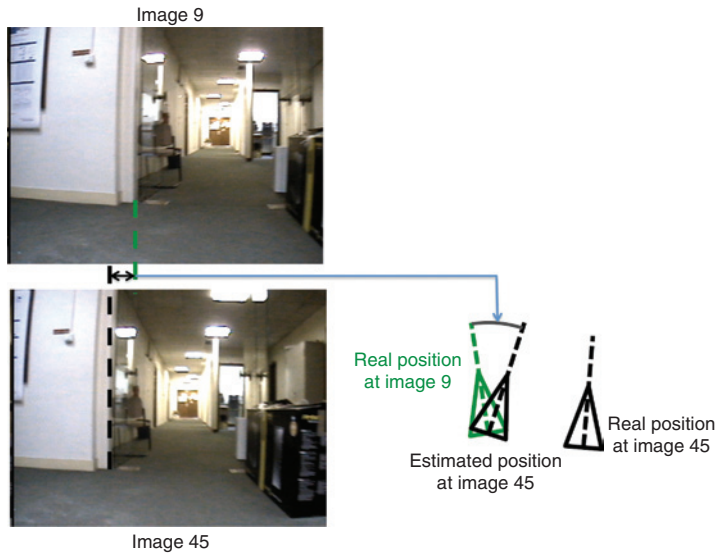 Image 9
Real position
at image 9
Estimated position
at image 45
Real position
at image 45
Image 45